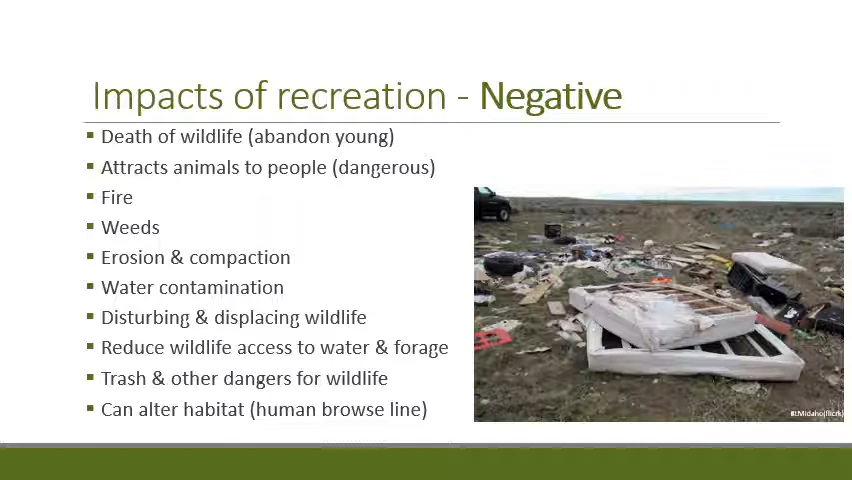 Impacts of recreation - Negative
▪ Death of wildlife (abandon young)
▪ Attracts animals to people (dangerous)
▪ Fire
▪ Weeds
▪ Erosion & compaction
▪ Water contamination
▪ Disturbing & displacing wildlife
▪ Reduce wildlife access to water & forage
▪ Trash & other dangers for wildlife
▪ Can alter habitat (human browse line)